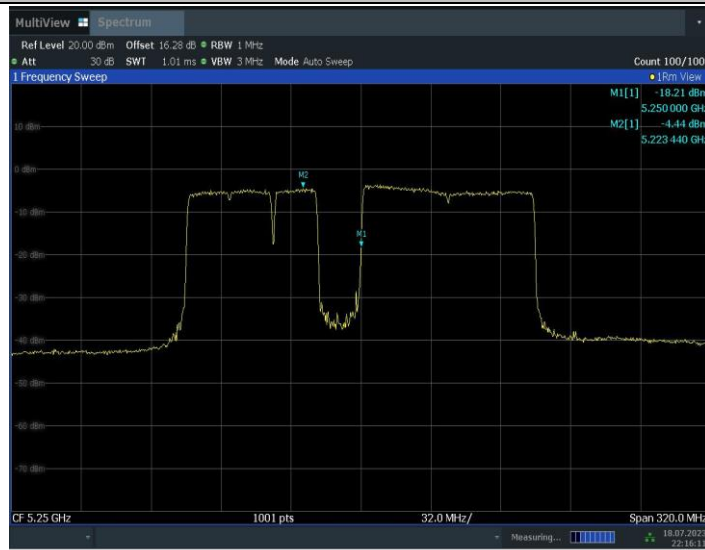 MultiView Spectrum
Ref Level 20.00 dBm Offset 16.28 dB RBW 1 MHz
Att 30 dB SWT 1.01 ms VBW 3 MHz Mode Auto Sweep Count 100/100
1 Frequency Sweep 1Rm View
M1[1] -18.21 dBm
5.250 000 GHz
10 dBm M2[1] -4.44 dBm
5.223 440 GHz
0 dBm
M2
-10 dBm
M1
-20 dBm
-30 dBm
-40 dBm
-50 dBm
-60 dBm
-70 dBm
CF 5.25 GHz 1001 pts 32.0 MHz/ Span 320.0 MHz
Measuring... 18.07.2023
22:16:11